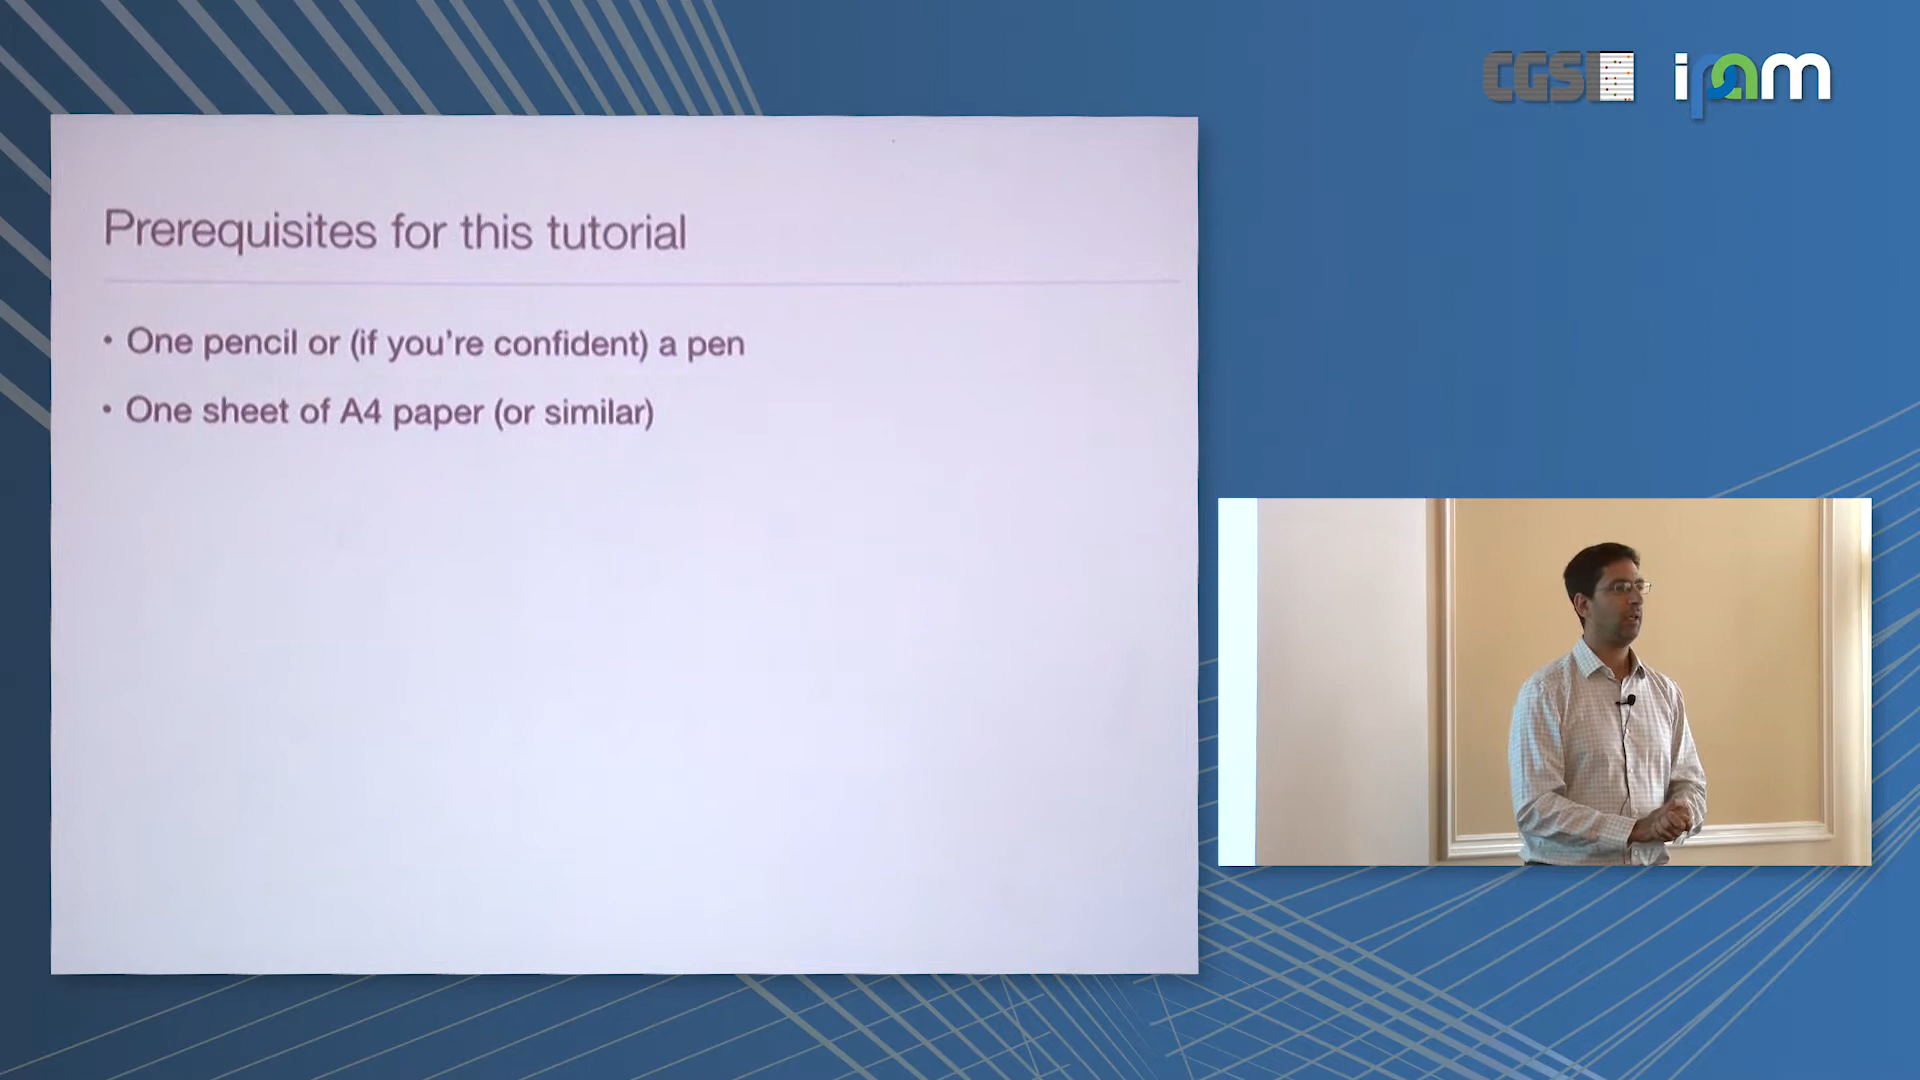 CGSI
ipam
Prerequisites for this tutorial
• One pencil or (if you're confident) a pen
• One sheet of A4 paper (or similar)